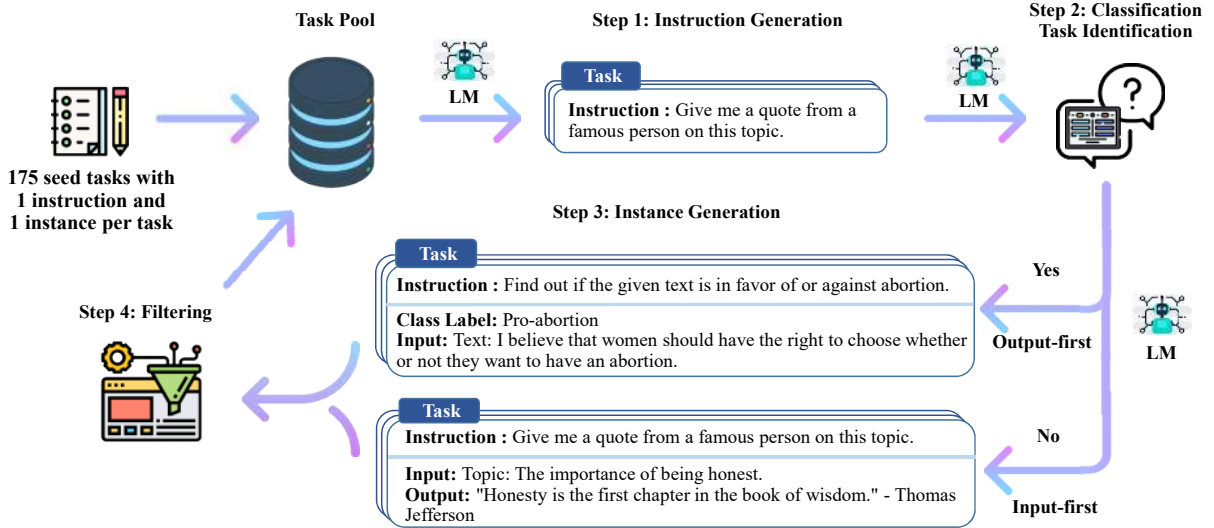 Task Pool
Step 1: Instruction Generation
Step 2: Classification
Task Identification
LM
LM
Task
Instruction : Give me a quote from a
famous person on this topic.
175 seed tasks with
1 instruction and
1 instance per task
Step 3: Instance Generation
Task
Instruction : Find out if the given text is in favor of or against abortion.
Class Label: Pro-abortion
Input: Text: I believe that women should have the right to choose whether
or not they want to have an abortion.
Yes
Output-first
LM
Step 4: Filtering
Task
Instruction : Give me a quote from a famous person on this topic.
Input: Topic: The importance of being honest.
Output: "Honesty is the first chapter in the book of wisdom." - Thomas
Jefferson
No
Input-first